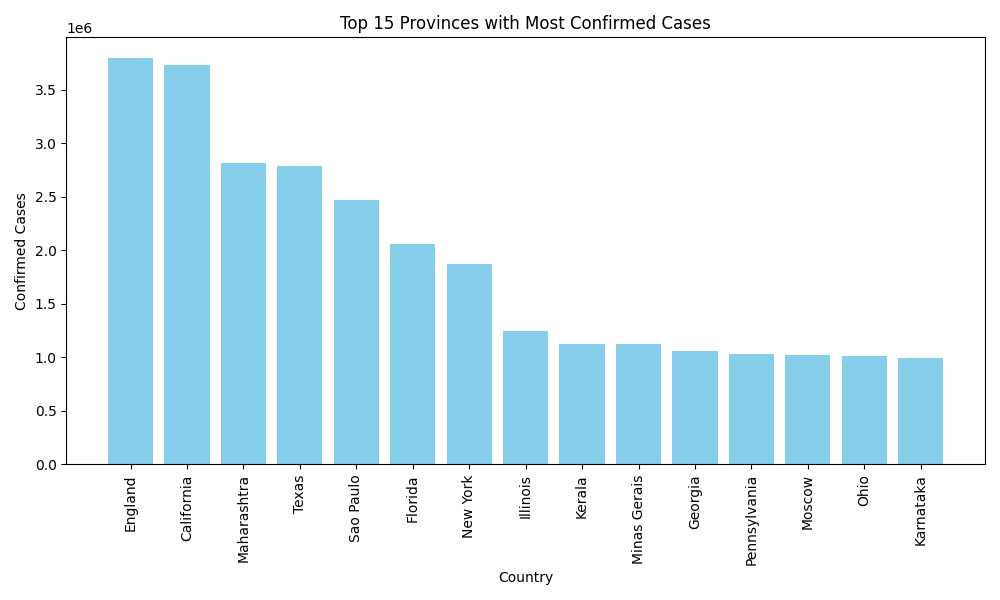 Top 15 Provinces with Most Confirmed Cases
1e6
Confirmed Cases
3.5
3.0
2.5
2.0
1.5
1.0
0.5
0.0
England
California
Maharashtra
Texas
Sao Paulo
Florida
New York
Illinois
Kerala
Minas Gerais
Georgia
Pennsylvania
Moscow
Ohio
Karnataka
Country